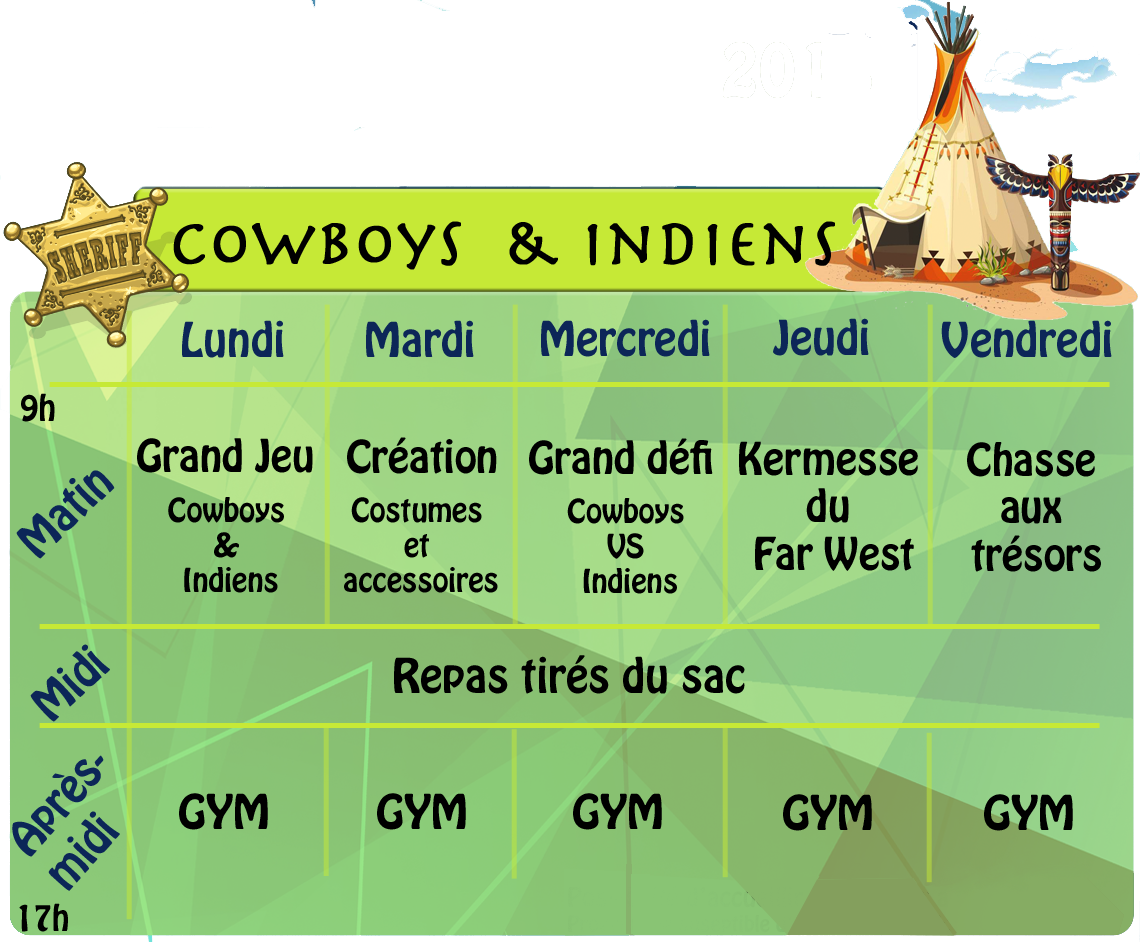 201
SHERIFF
COWBOYS & INDIENS
Lundi Mardi Mercredi Jeudi Vendredi
9h
Matin
Grand Jeu
Cowboys
&
Indiens
Création
Costumes
et
accessoires
Grand défi
Cowboys
VS
Indiens
Kermesse
du
Far West
Chasse
aux
trésors
Midi
Repas tirés du sac
Après-
midi
GYM GYM GYM GYM GYM
17h